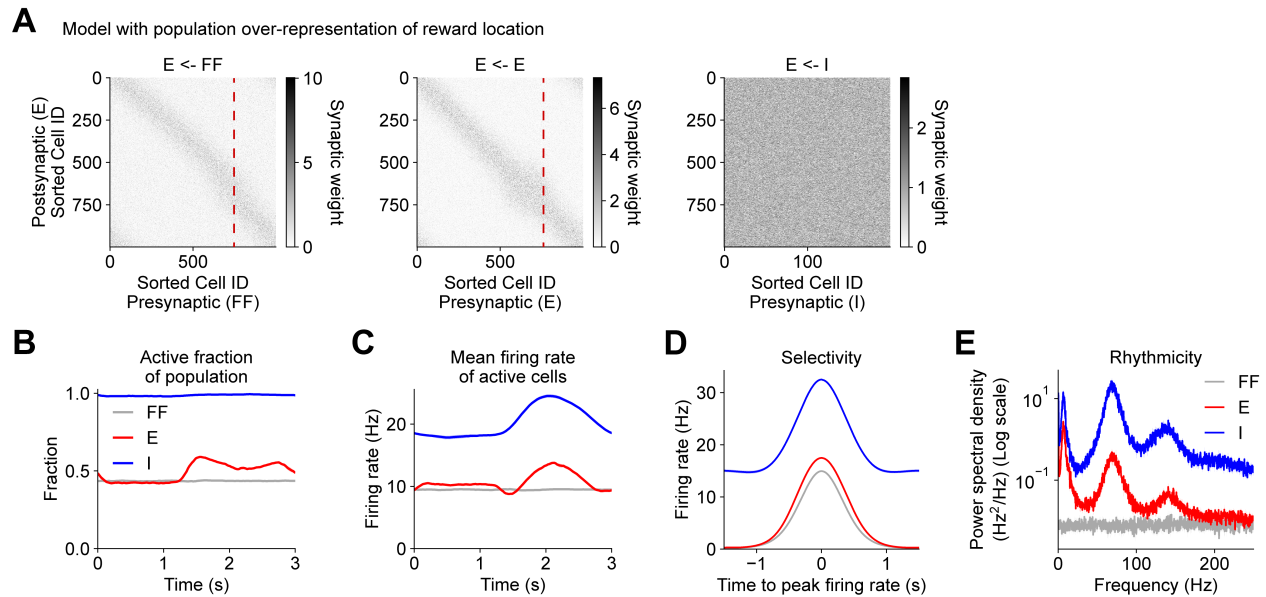 A
Model with population over-representation of reward location
E <- FF
E <- E
E <- I
0
250
500
750
Postsynaptic (E)
Sorted Cell ID
0
500
Sorted Cell ID
Presynaptic (FF)
10
5
0
Synaptic weight
0
250
500
750
0
500
Sorted Cell ID
Presynaptic (E)
6
4
2
0
Synaptic weight
0
250
500
750
0
100
Sorted Cell ID
Presynaptic (I)
2
1
0
Synaptic weight
B
Active fraction
of population
1.0
0.5
0.0
Fraction
FF
E
I
0
1
2
3
Time (s)
C
Mean firing rate
of active cells
20
10
0
Firing rate (Hz)
0
1
2
3
Time (s)
D
Selectivity
30
20
10
0
Firing rate (Hz)
−1
0
1
Time to peak firing rate (s)
E
Rhythmicity
Power spectral density
(Hz²/Hz) (Log scale)
10¹
10⁻¹
FF
E
I
0
100
200
Frequency (Hz)